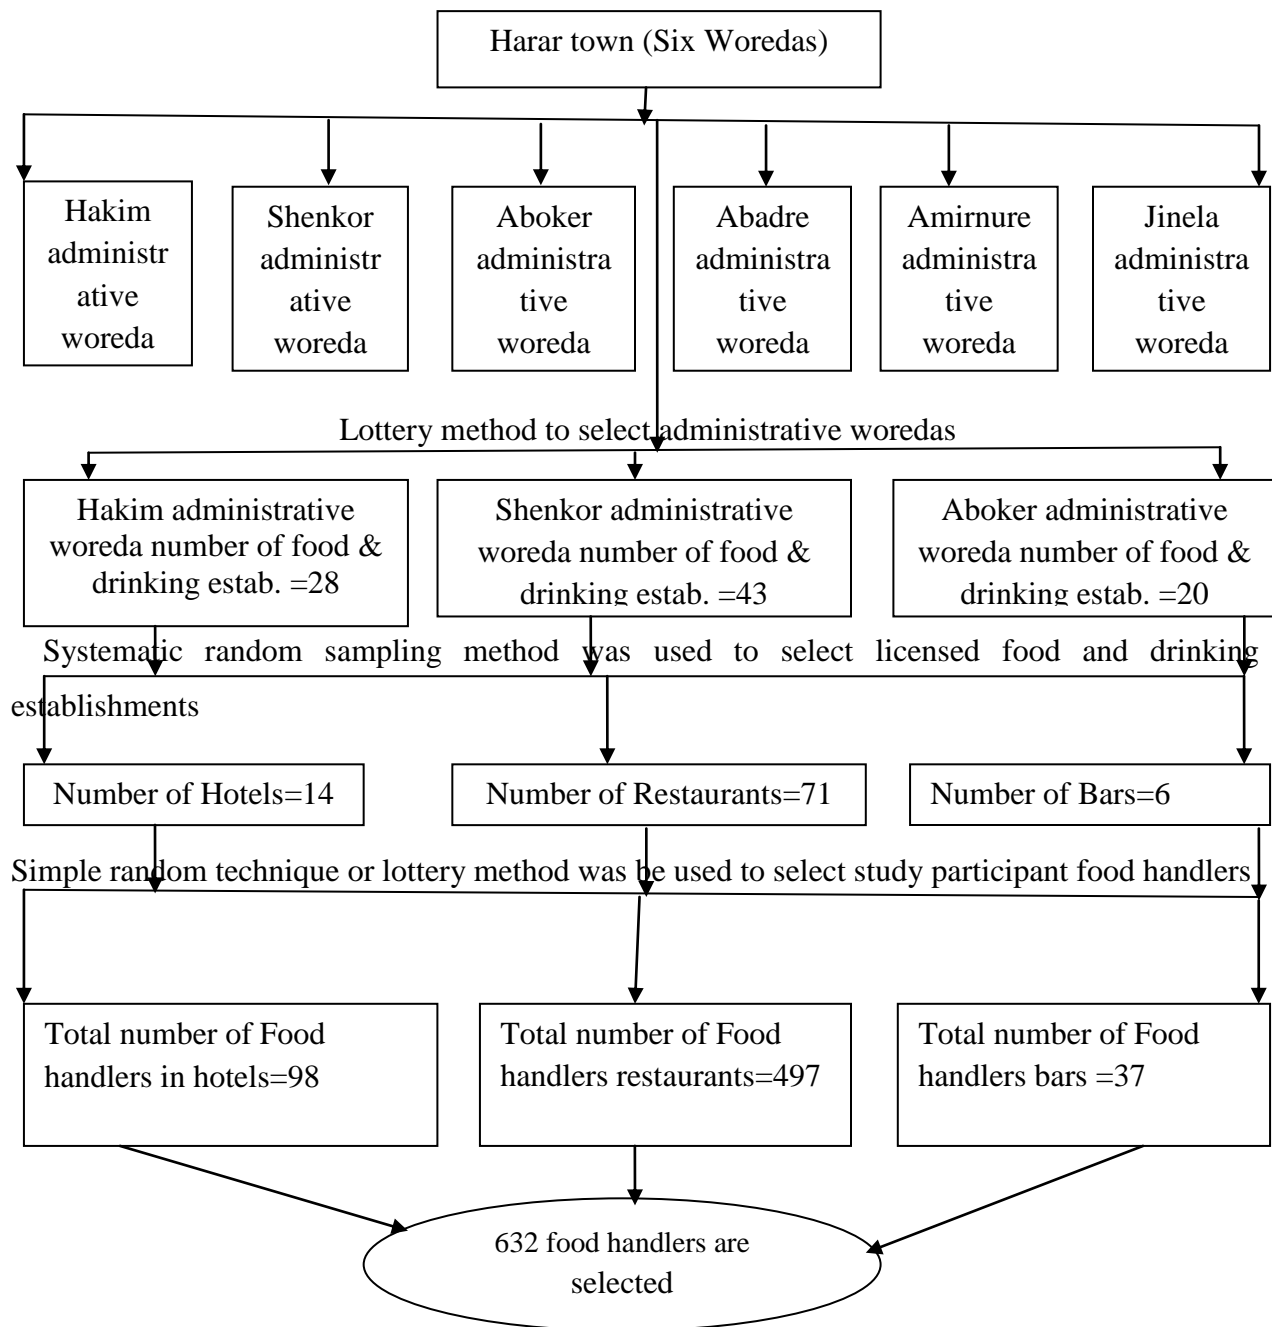 Harar town (Six Woredas)
Hakim
administr
ative
woreda
Shenkor
administr
ative
woreda
Aboker
administra
tive
woreda
Abadre
administra
tive
woreda
Amirnure
administra
tive
woreda
Jinela
administra
tive
woreda
Lottery method to select administrative woredas
Hakim administrative
woreda number of food &
drinking estab. =28
Shenkor administrative
woreda number of food &
drinking estab. =43
Aboker administrative
woreda number of food &
drinking estab. =20
Systematic random sampling method was used to select licensed food and drinking
establishments
Number of Hotels=14
Number of Restaurants=71
Number of Bars=6
Simple random technique or lottery method was be used to select study participant food handlers
Total number of Food
handlers in hotels=98
Total number of Food
handlers restaurants=497
Total number of Food
handlers bars =37
632 food handlers are
selected